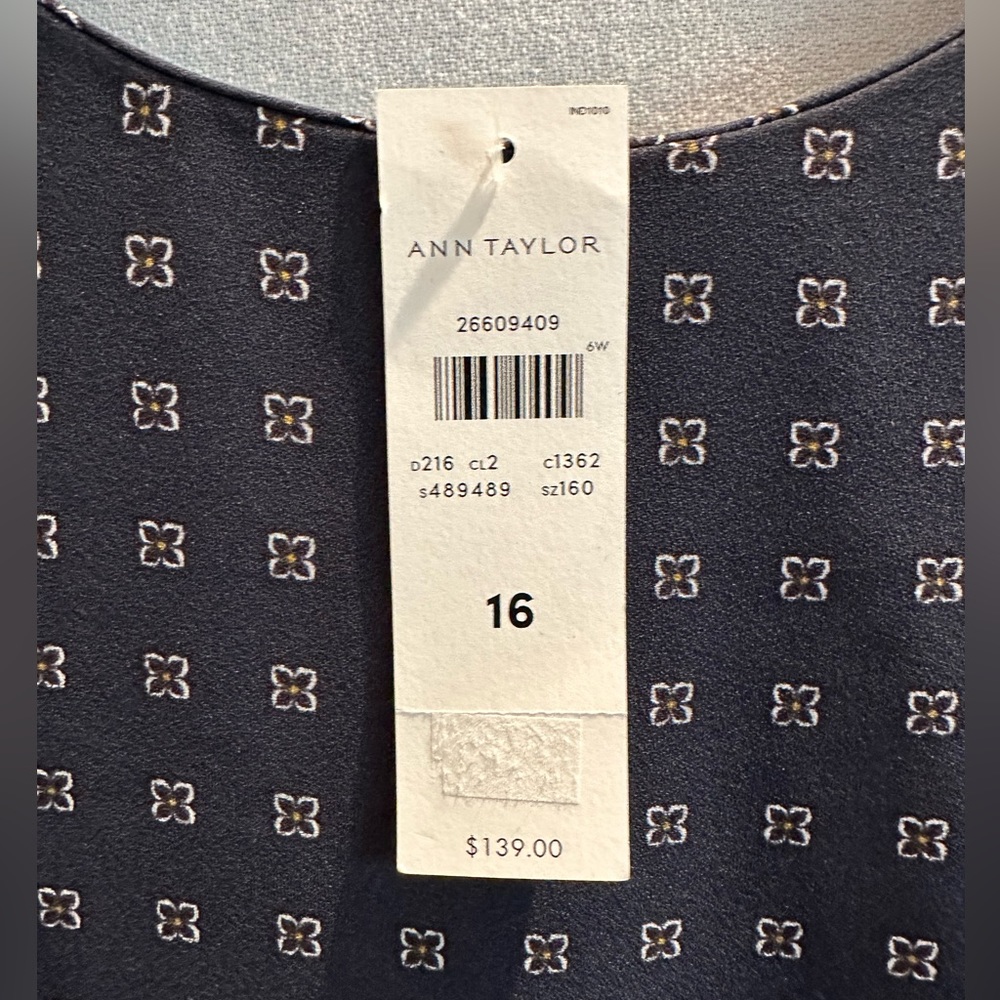 IND1010
ANN TAYLOR
26609409
6W
D216 CL2 C1362
S489489 SZ160
16
$139.00